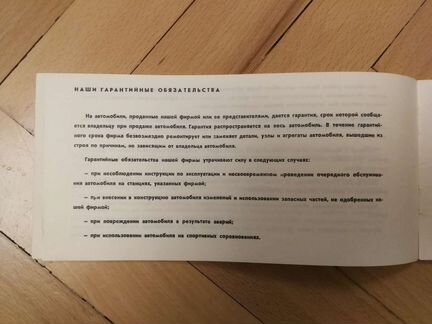 НАШИ ГАРАНТИЙНЫЕ ОБЯЗАТЕЛЬСТВА
На автомобили, проданные нашей фирмой или ее представителями, дается гарантия, срок которой сообща-
ется владельцу при продаже автомобиля. Гарантия распространяется на весь автомобиль. В течение гарантий-
ного срока фирма безвозмездно ремонтирует или заменяет детали, узлы и агрегаты автомобиля, вышедшие из
строя по причинам, не зависящим от владельца автомобиля.
Гарантийные обязательства нашей фирмы утрачивают силу в следующих случаях:
— при несоблюдении инструкции по эксплуатации и несвоевременном проведении очередного обслужива-
ния автомобиля на станциях, указанных фирмой;
— при внесении в конструкцию автомобиля изменений и использовании запасных частей, не одобренных на-
шей фирмой;
— при повреждении автомобиля в результате аварий;
— при использовании автомобиля на спортивных соревнованиях.